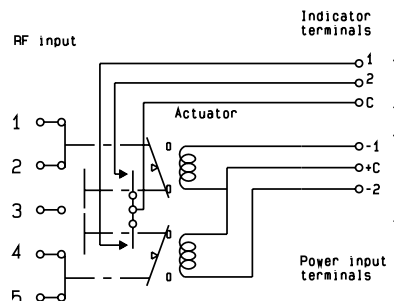 Indicator
terminals
RF input
1
2
C
Actuator
1
2
3
4
5
-1
+C
-2
Power input
terminals